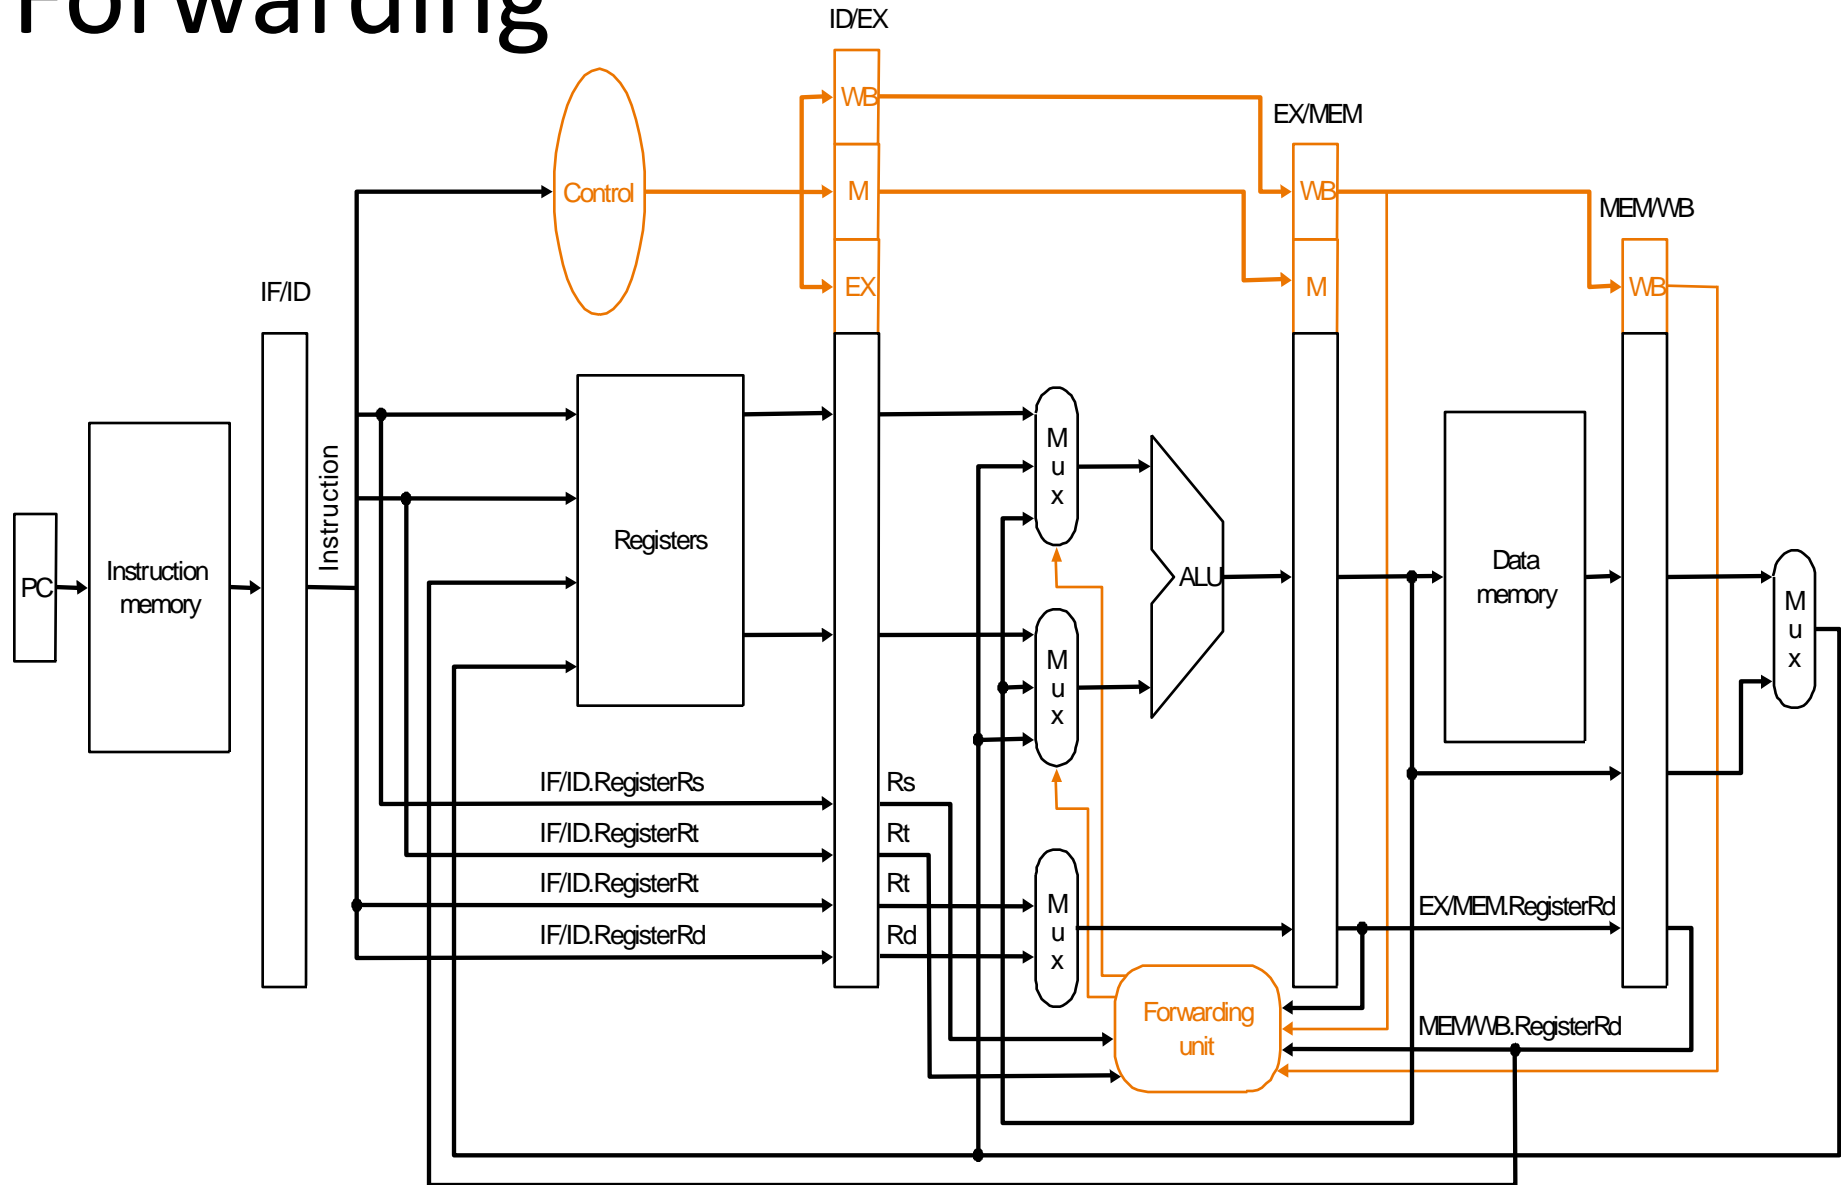 Forwarding
ID/EX
WB
EX/MEM
Control
M
WB
MEM/WB
EX
M
WB
IF/ID
Instruction
PC
Instruction
memory
Registers
M
u
x
M
u
x
ALU
Data
memory
M
u
x
IF/ID.RegisterRs
Rs
IF/ID.RegisterRt
Rt
IF/ID.RegisterRt
Rt
IF/ID.RegisterRd
Rd
M
u
x
EX/MEM.RegisterRd
Forwarding
unit
MEM/WB.RegisterRd